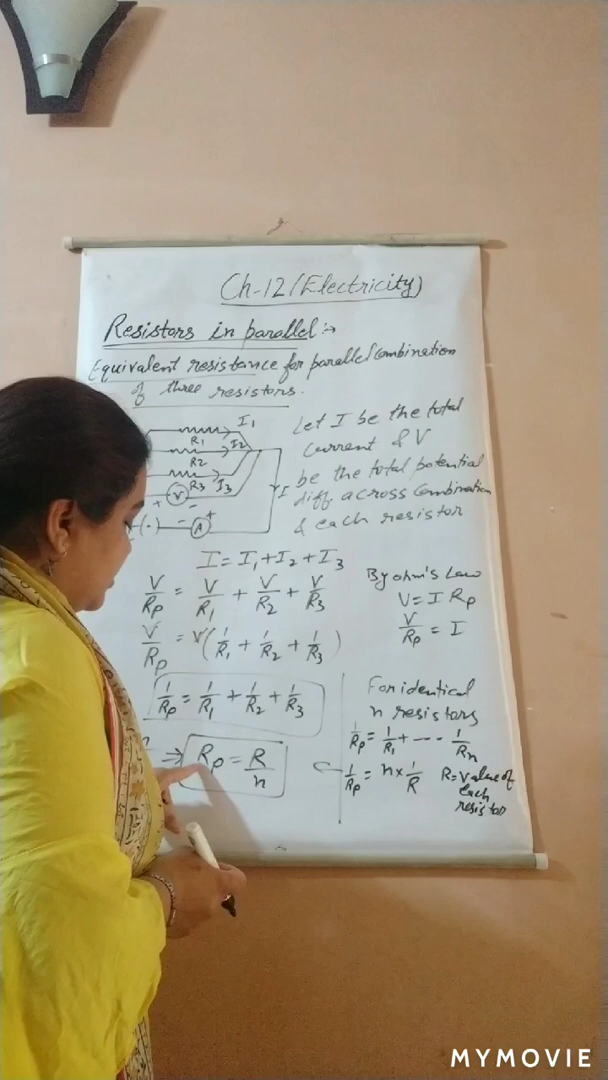 Ch-12(Electricity)
Resistors in parallel:→
Equivalent resistance for parallel Combination
of three resistors.
I1
R1
I2
R2
R3
I3
V
I
+ -
- +
A
Let I be the total
current & V
be the total potential
diff across Combination
& each resistor
I = I1 + I2 + I3
V/Rp = V/R1 + V/R2 + V/R3
V/Rp = V(1/R1 + 1/R2 + 1/R3)
1/Rp = 1/R1 + 1/R2 + 1/R3
⇒ Rp = R/n
By ohm's Law
V = I Rp
V/Rp = I
For identical
n resistors
1/Rp = 1/R1 + --- 1/Rn
1/Rp = n × 1/R
R = Value of
each
resistor
MYMOVIE